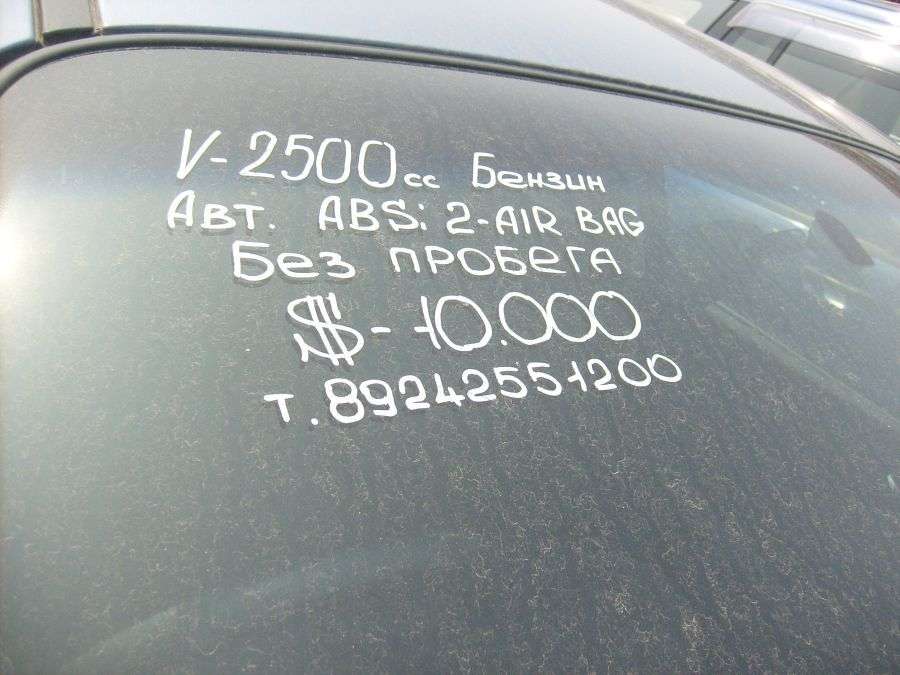 V-2500cc Бензин
Авт. ABS; 2-AIR BAG
Без пробега
$-10.000
т.89242551200